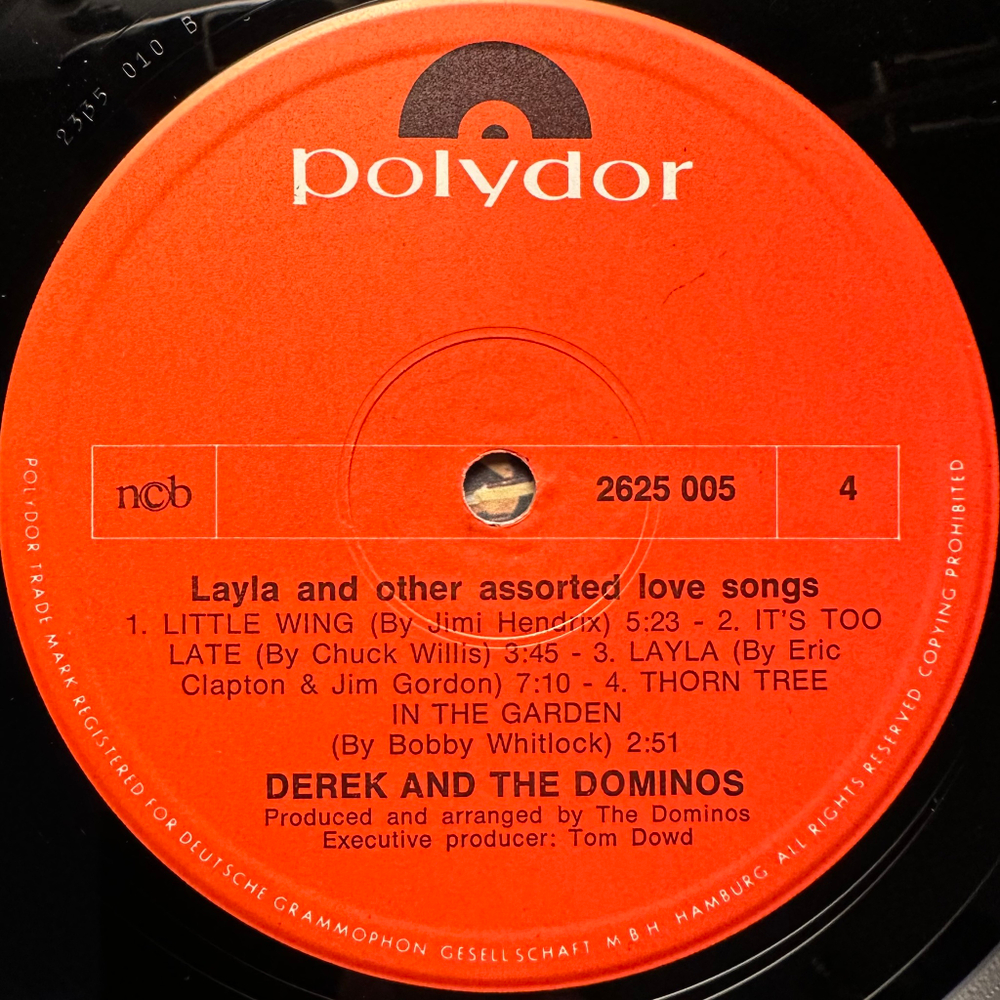 2335 010 B
polydor
ncb
2625 005
4
Layla and other assorted love songs
1. LITTLE WING (By Jimi Hendrix) 5:23 - 2. IT'S TOO
LATE (By Chuck Willis) 3:45 - 3. LAYLA (By Eric
Clapton & Jim Gordon) 7:10 - 4. THORN TREE
IN THE GARDEN
(By Bobby Whitlock) 2:51
DEREK AND THE DOMINOS
Produced and arranged by The Dominos
Executive producer: Tom Dowd
POLYDOR TRADE MARK REGISTERED FOR DEUTSCHE GRAMMOPHON GESELLSCHAFT MBH HAMBURG ALL RIGHTS RESERVED COPYING PROHIBITED